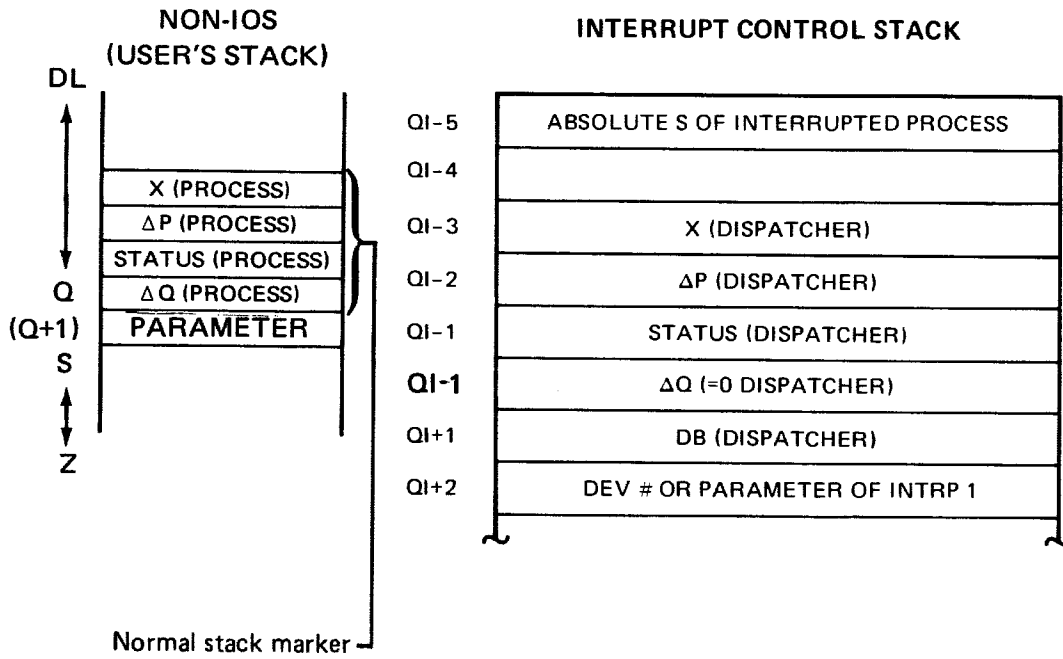 NON-IOS
(USER'S STACK)
DL
X (PROCESS)
ΔP (PROCESS)
STATUS (PROCESS)
Q
ΔQ (PROCESS)
(Q+1)
PARAMETER
S
Z
Normal stack marker
INTERRUPT CONTROL STACK
QI-5 ABSOLUTE S OF INTERRUPTED PROCESS
QI-4
QI-3 X (DISPATCHER)
QI-2 ΔP (DISPATCHER)
QI-1 STATUS (DISPATCHER)
QI-1 ΔQ (=0 DISPATCHER)
QI+1 DB (DISPATCHER)
QI+2 DEV # OR PARAMETER OF INTRP 1